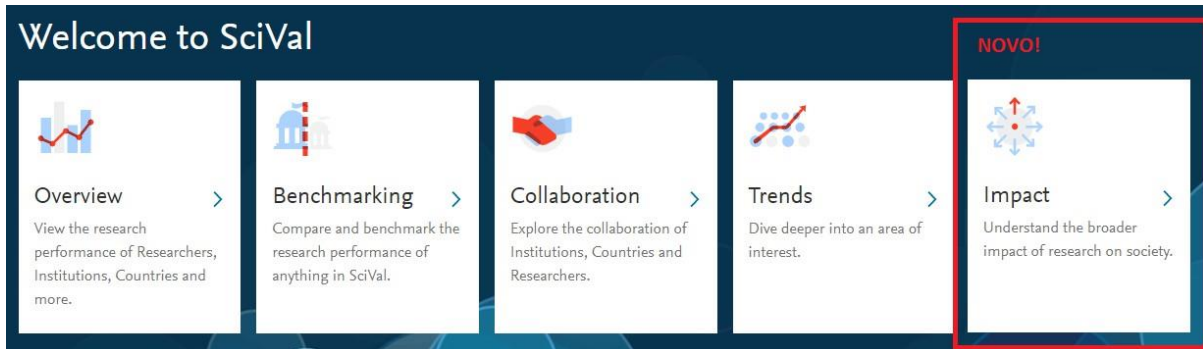 Welcome to SciVal
NOVO!
Overview
View the research
performance of Researchers,
Institutions, Countries and
more.
Benchmarking
Compare and benchmark the
research performance of
anything in SciVal.
Collaboration
Explore the collaboration of
Institutions, Countries and
Researchers.
Trends
Dive deeper into an area of
interest.
Impact
Understand the broader
impact of research on society.